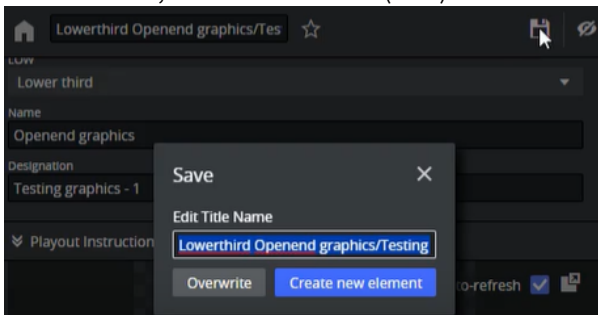 Lowerthird Openend graphics/Tes
Lower third
Name
Openend graphics
Designation
Testing graphics - 1
Playout Instruction
Save
Edit Title Name
Lowerthird Openend graphics/Testing
Overwrite
Create new element
o-refresh